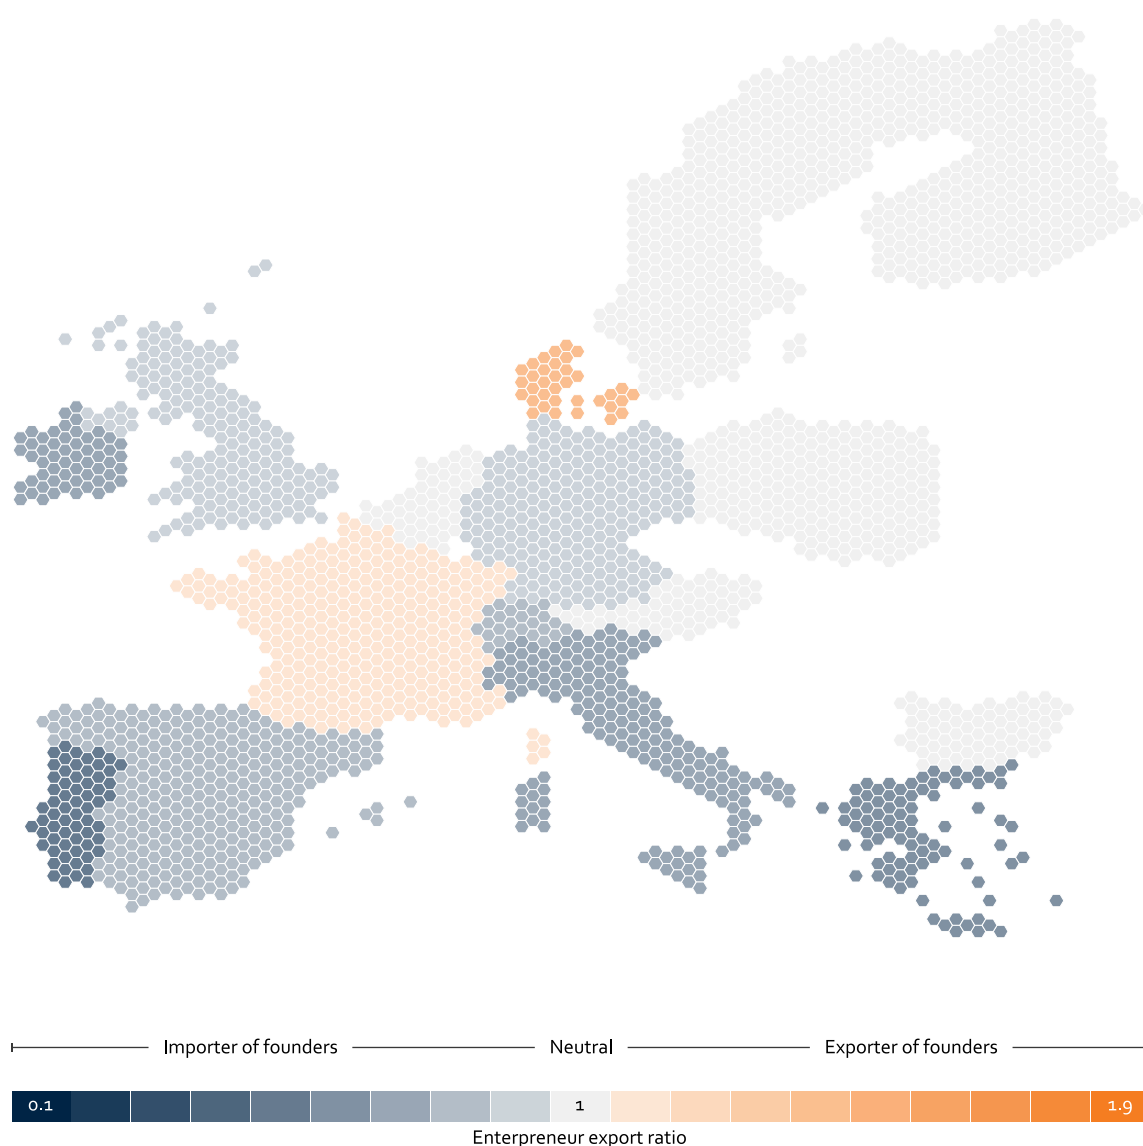 Importer of founders Neutral Exporter of founders
0.1 1 1.9
Enterpreneur export ratio